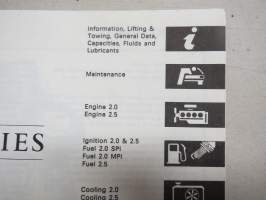 Information, Lifting &
Towing, General Data,
Capacities, Fluids and
Lubricants
i
Maintenance
Engine 2.0
Engine 2.5
IES
Ignition 2.0 & 2.5
Fuel 2.0 SPI
Fuel 2.0 MPI
Fuel 2.5
Cooling 2.0
Cooling 2.5